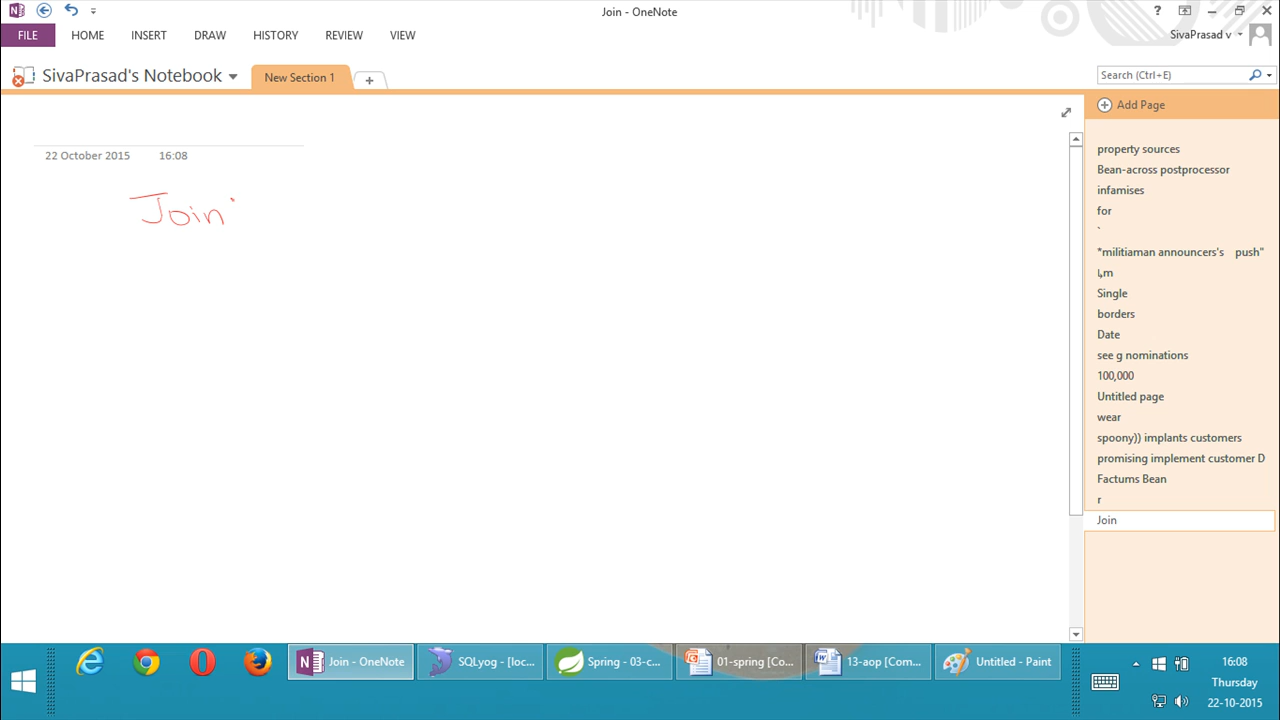 Join - OneNote
?
SivaPrasad v
FILE HOME INSERT DRAW HISTORY REVIEW VIEW
SivaPrasad's Notebook
New Section 1
+
Search (Ctrl+E)
Add Page
22 October 2015 16:08
Join
property sources
Bean-across postprocessor
infamises
for
`
*militiaman announcers's push"
Single
borders
Date
see g nominations
100,000
Untitled page
wear
spoony)) implants customers
promising implement customer D
Factums Bean
r
Join
Join - OneNote
SQLyog - [loc...
Spring - 03-c...
01-spring [Co...
13-aop [Com...
Untitled - Paint
16:08
Thursday
22-10-2015